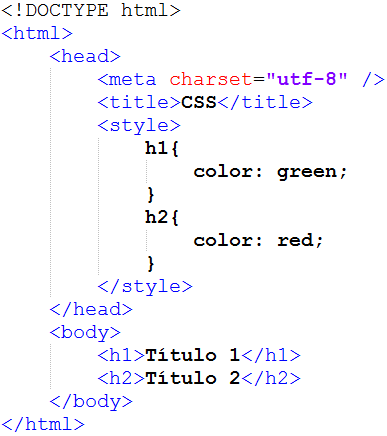 <!DOCTYPE html>
<html>
<head>
<meta charset="utf-8" />
<title>CSS</title>
<style>
h1{
color: green;
}
h2{
color: red;
}
</style>
</head>
<body>
<h1>Título 1</h1>
<h2>Título 2</h2>
</body>
</html>